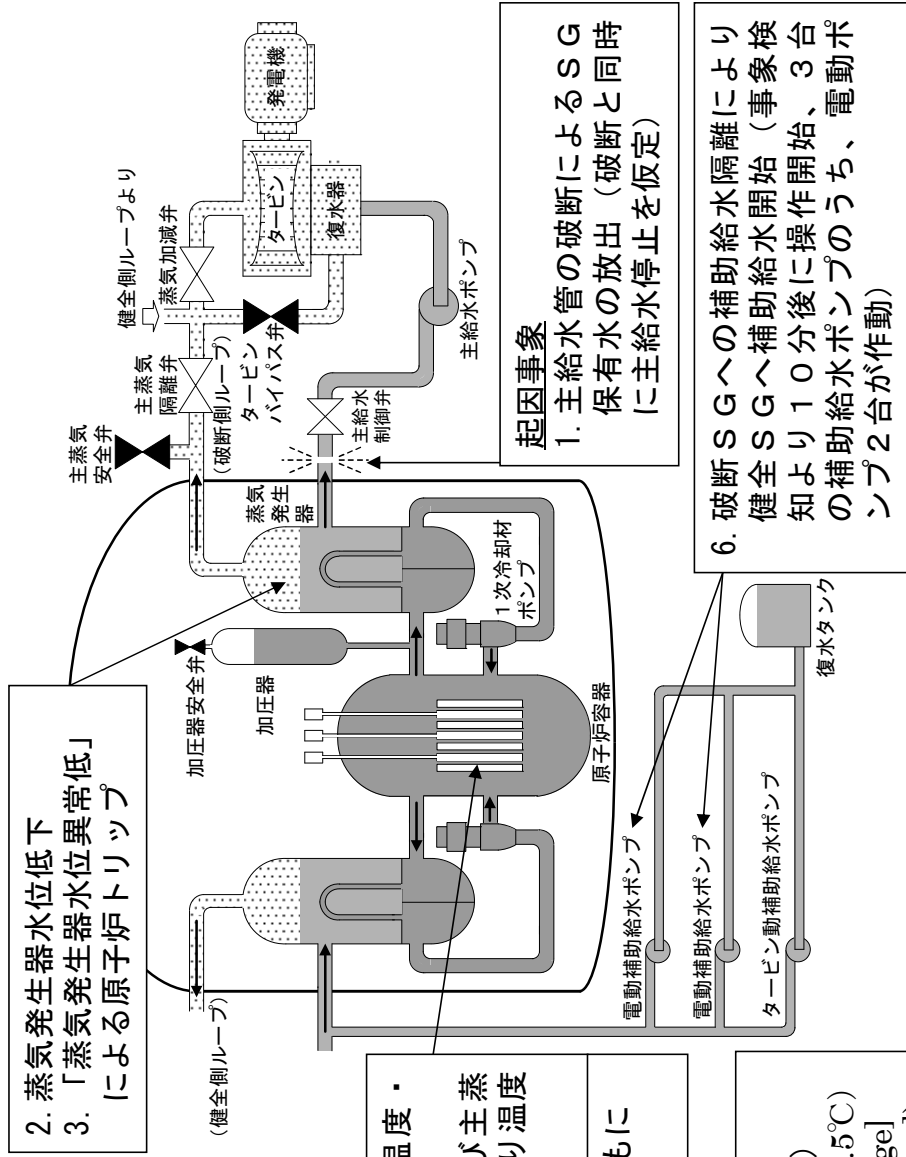 2. 蒸気発生器水位低下
3. 「蒸気発生器水位異常低」
による原子炉トリップ
(健全側ループ)
加圧器安全弁
加圧器
蒸気
発生
器
主蒸気
安全弁
主蒸気
隔離弁
(破断側ループ)
健全側ループより
蒸気加減弁
タービン
バイパス弁
タービン
発電機
復水器
主給水ポンプ
主給水
制御弁
1次冷却材
ポンプ
原子炉容器
起因事象
1. 主給水管の破断によるSG
保有水の放出(破断と同時
に主給水停止を仮定)
電動補助給水ポンプ
電動補助給水ポンプ
タービン動補助給水ポンプ
復水タンク
6. 破断SGへの補助給水隔離により
健全SGへ補助給水開始(事象検
知より10分後に操作開始、3台
の補助給水ポンプのうち、電動ポ
ンプ2台が作動)
温度・
び主蒸
り温度
もに
)
.5℃)
ge]